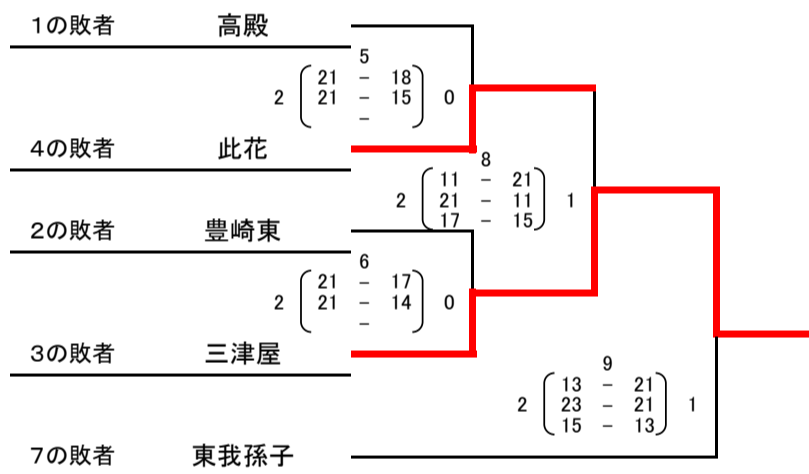 1の敗者 高殿
5
21 − 18
2 21 − 15 0
−
4の敗者 此花
8
11 − 21
2 21 − 11 1
17 − 15
2の敗者 豊崎東
6
21 − 17
2 21 − 14 0
−
3の敗者 三津屋
9
13 − 21
2 23 − 21 1
15 − 13
7の敗者 東我孫子